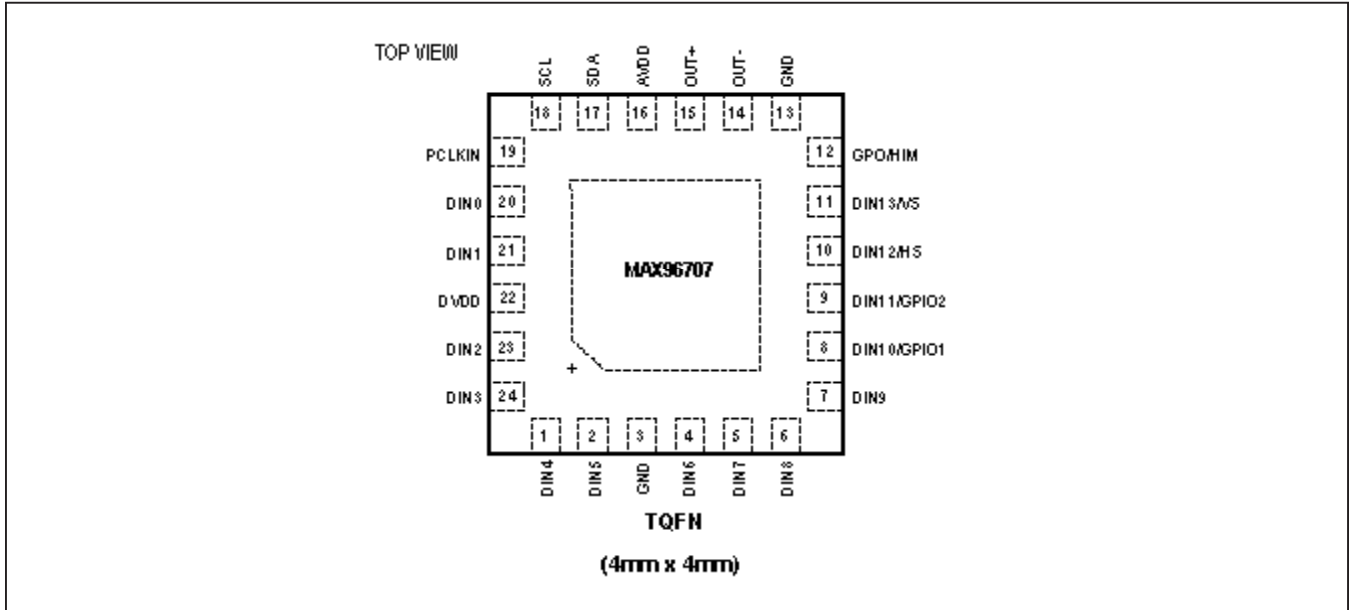 TOP VIEW
SCL SDA AVDD OUT+ OUT- GND
18 17 16 15 14 13
PCLKIN 19 12 GPO/HIM
DIN0 20 11 DIN13/VS
DIN1 21 10 DIN12/HS
MAX96707
DVDD 22 9 DIN11/GPIO2
DIN2 23 8 DIN10/GPIO1
+
DIN3 24 7 DIN9
1 2 3 4 5 6
DIN4 DIN5 GND DIN6 DIN7 DIN8
TQFN
(4mm x 4mm)